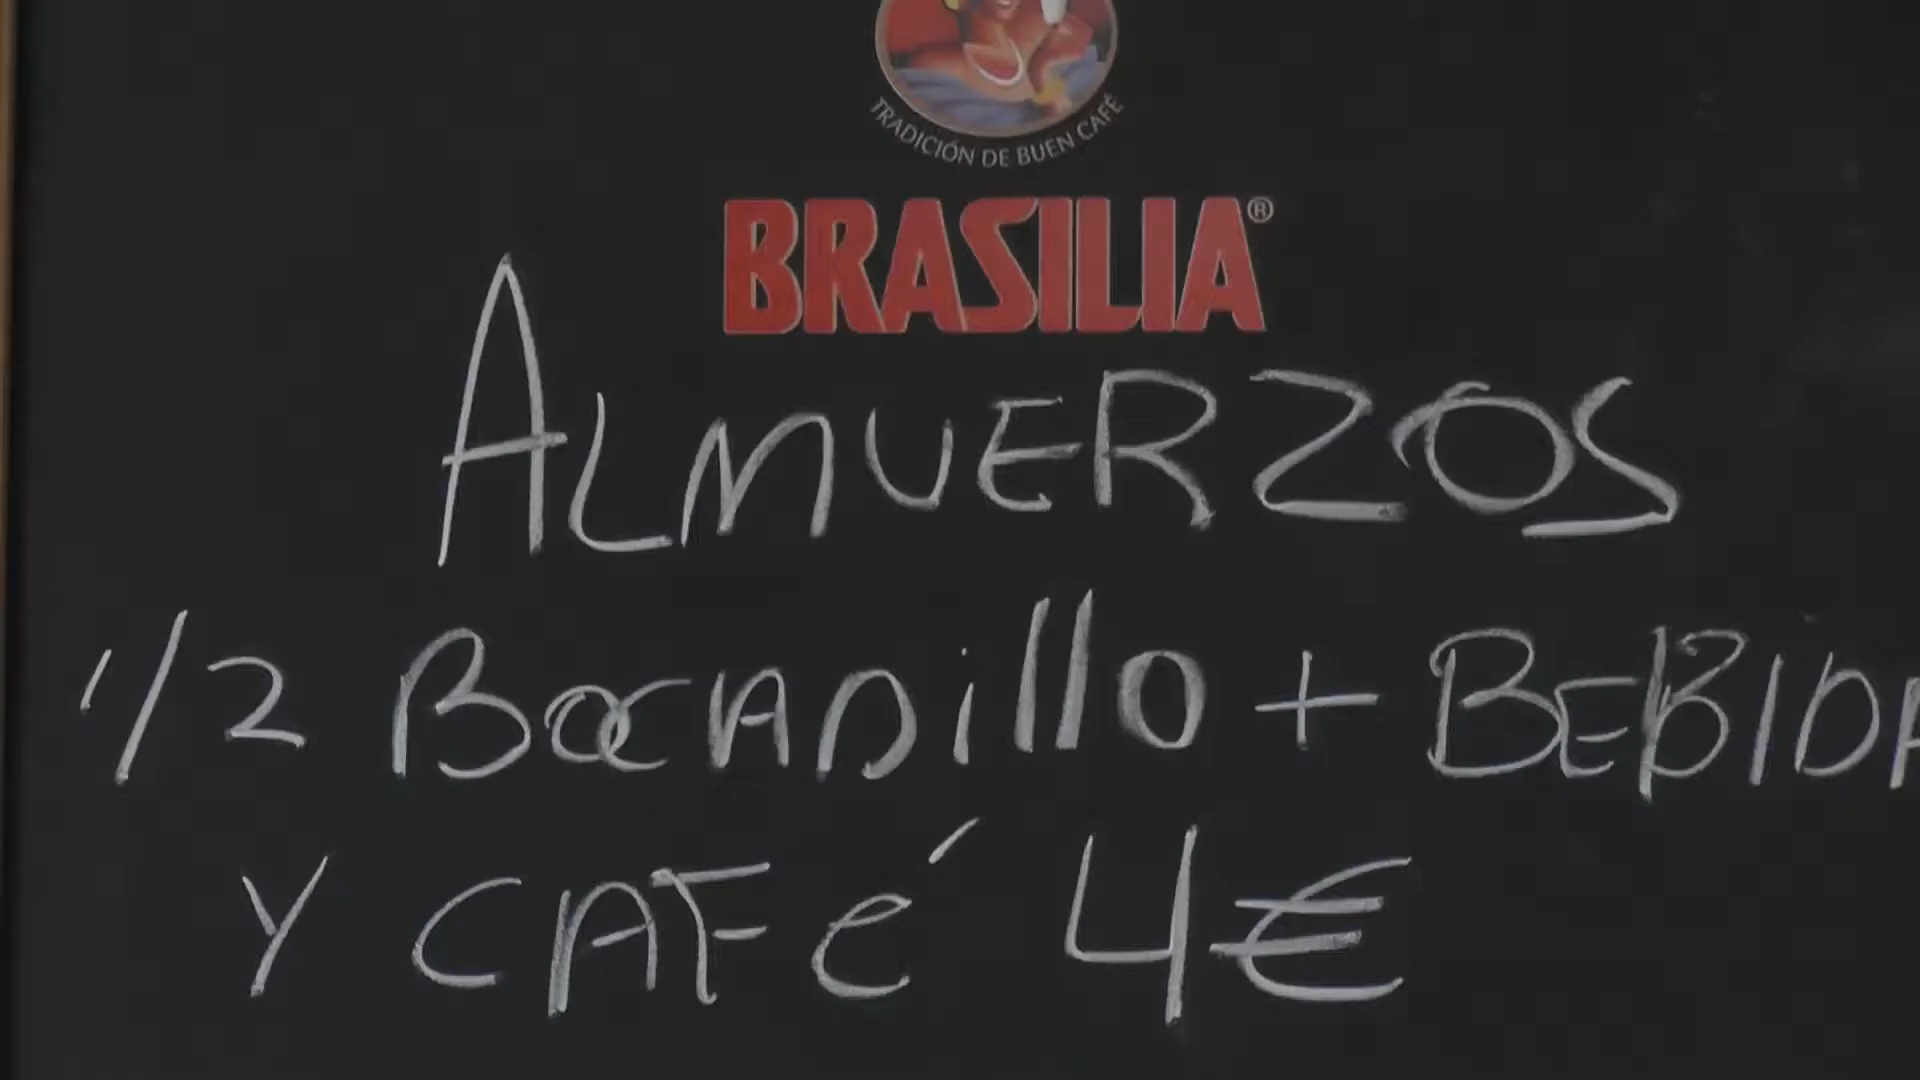 TRADICIÓN DE BUEN CAFÉ
BRASILIA®
ALMUERZOS
1/2 BOCADillo + BEBIDA
Y CAFé 4€